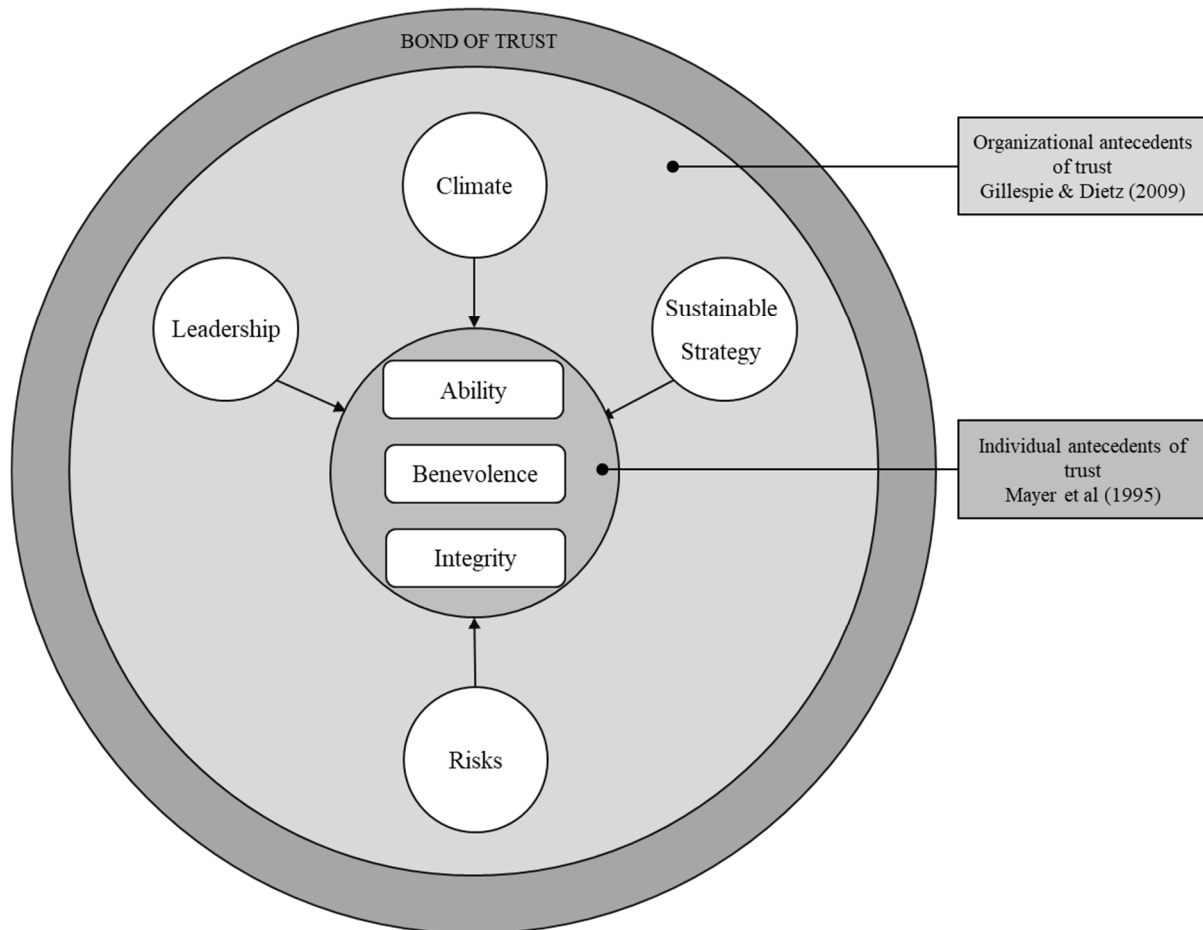 BOND OF TRUST
Climate
Organizational antecedents
of trust
Gillespie & Dietz (2009)
Leadership
Sustainable
Strategy
Ability
Benevolence
Integrity
Individual antecedents of
trust
Mayer et al (1995)
Risks